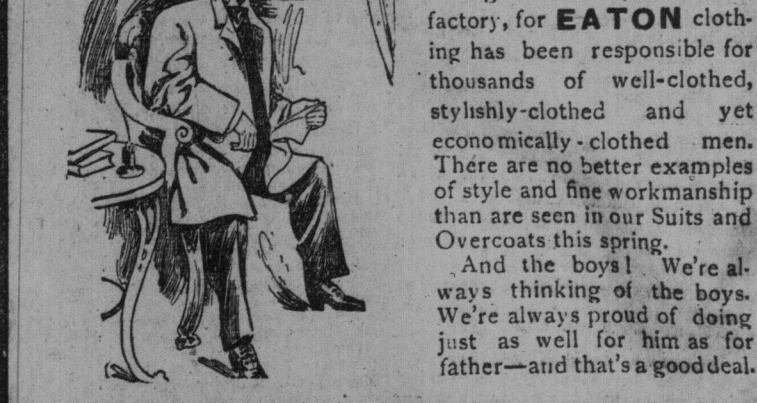 factory, for EATON cloth-
ing has been responsible for
thousands of well-clothed,
stylishly-clothed and yet
economically-clothed men.
There are no better examples
of style and fine workmanship
than are seen in our Suits and
Overcoats this spring.
And the boys! We're al-
ways thinking of the boys.
We're always proud of doing
just as well for him as for
father—and that's a good deal.